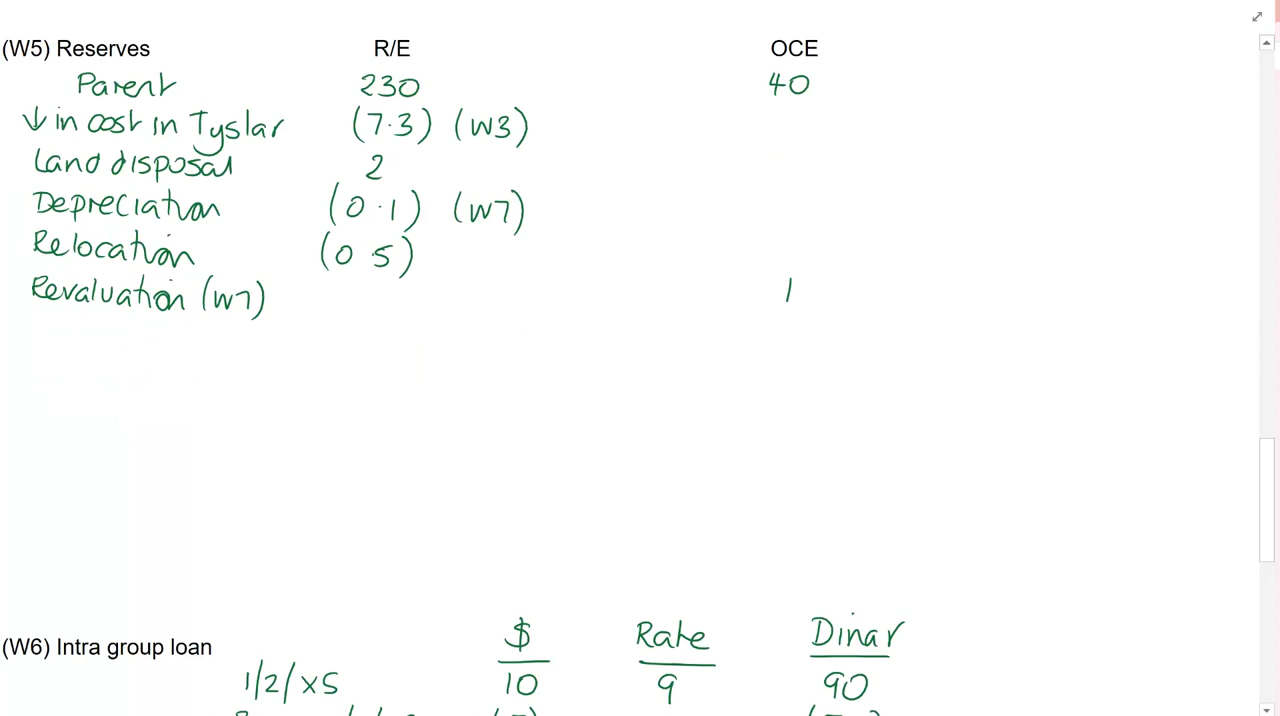 (W5) Reserves R/E OCE
Parent 230 40
↓ in cost in Tyslar (7.3) (W3)
Land disposal 2
Depreciation (0.1) (W7)
Relocation (0.5)
Revaluation (W7) 1
(W6) Intra group loan $ Rate Dinar
1/2/X5 10 9 90